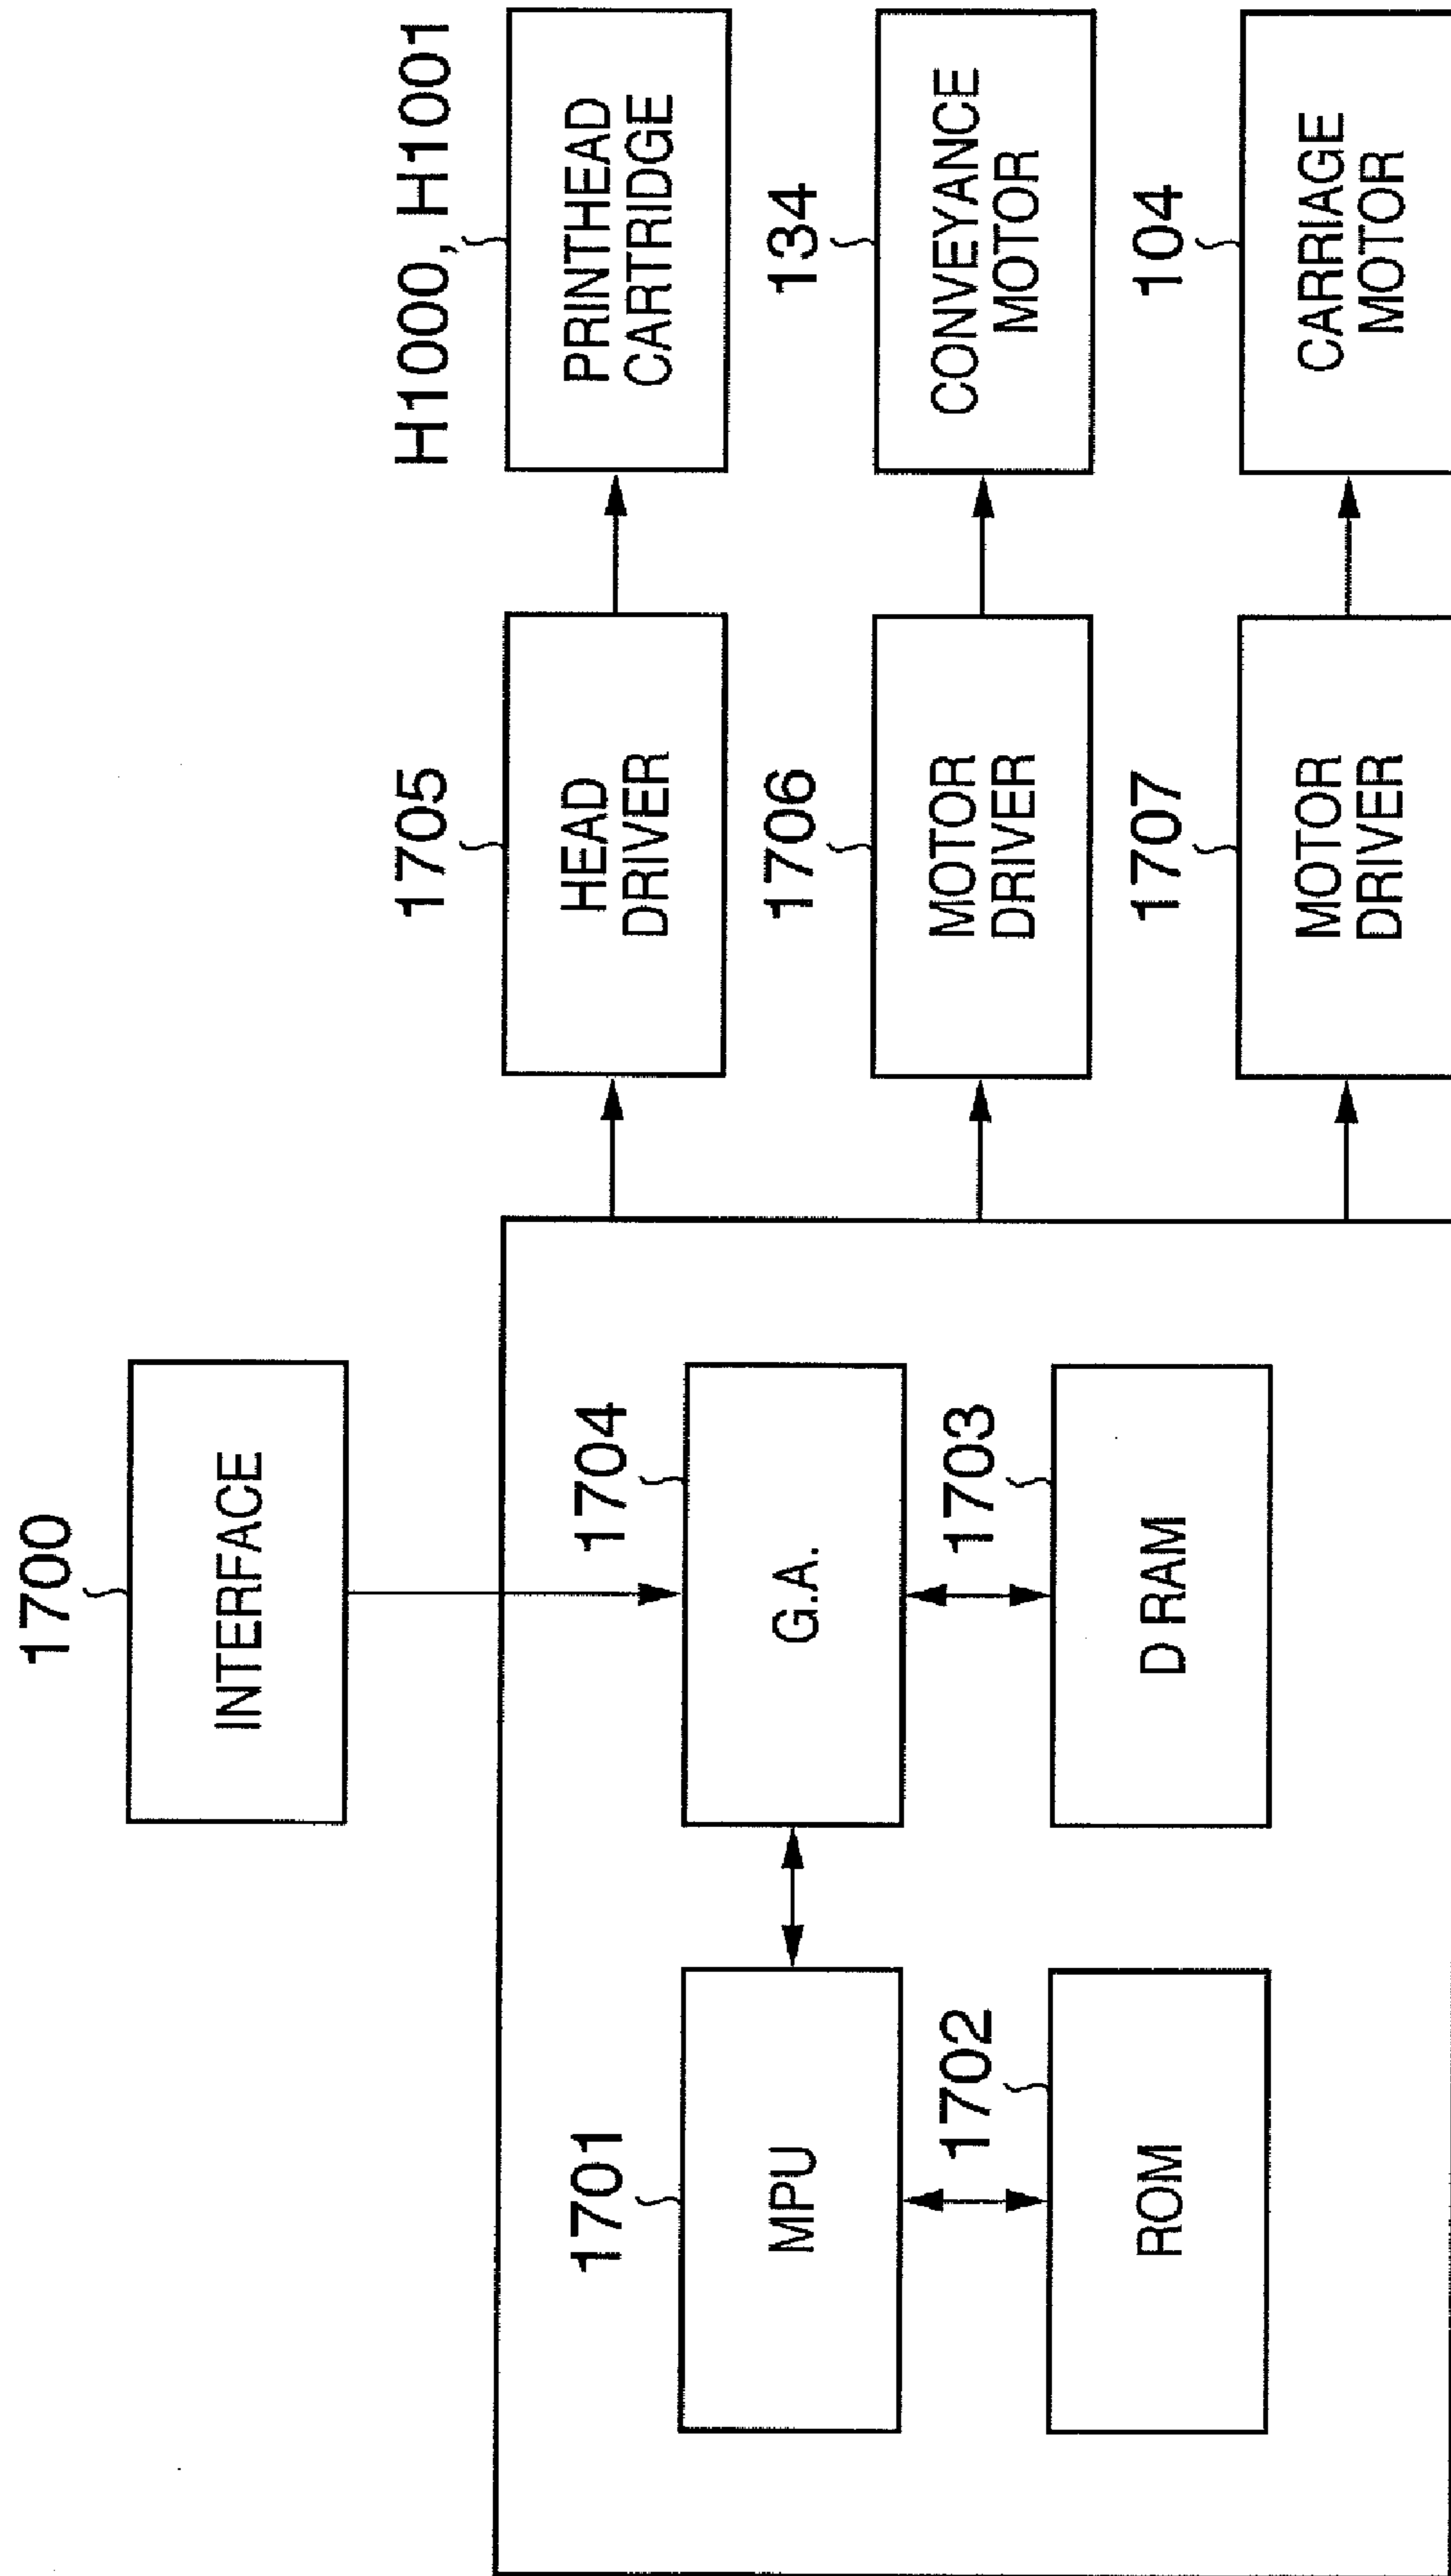 1700
INTERFACE
H1000, H1001
1705
PRINTHEAD
CARTRIDGE
HEAD
DRIVER
1704
1701
G.A.
MPU
134
1706
CONVEYANCE
MOTOR
MOTOR
DRIVER
1703
1702
D RAM
ROM
104
1707
CARRIAGE
MOTOR
MOTOR
DRIVER